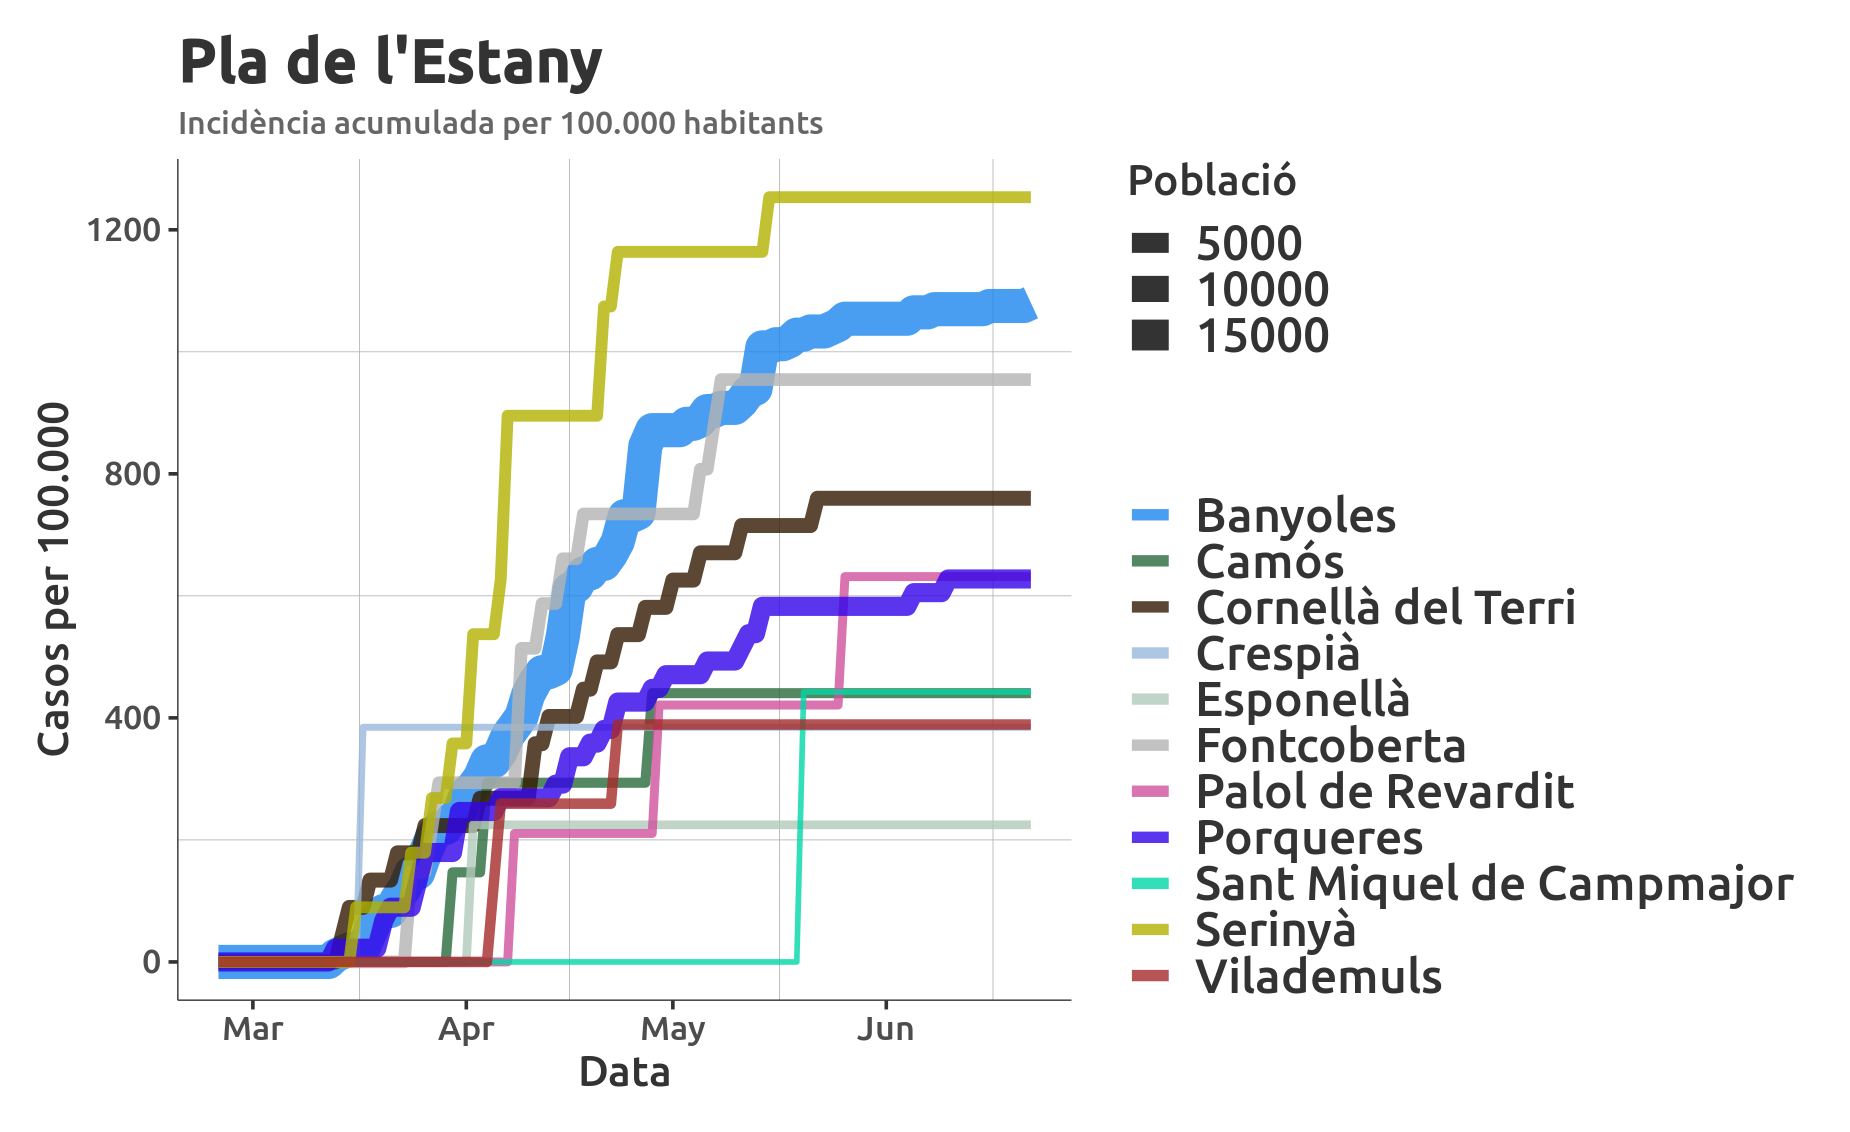 Pla de l'Estany
Incidència acumulada per 100.000 habitants
Casos per 100.000
1200
800
400
0
Mar
Apr
May
Jun
Data
Població
5000
10000
15000
Banyoles
Camós
Cornellà del Terri
Crespià
Esponellà
Fontcoberta
Palol de Revardit
Porqueres
Sant Miquel de Campmajor
Serinyà
Vilademuls